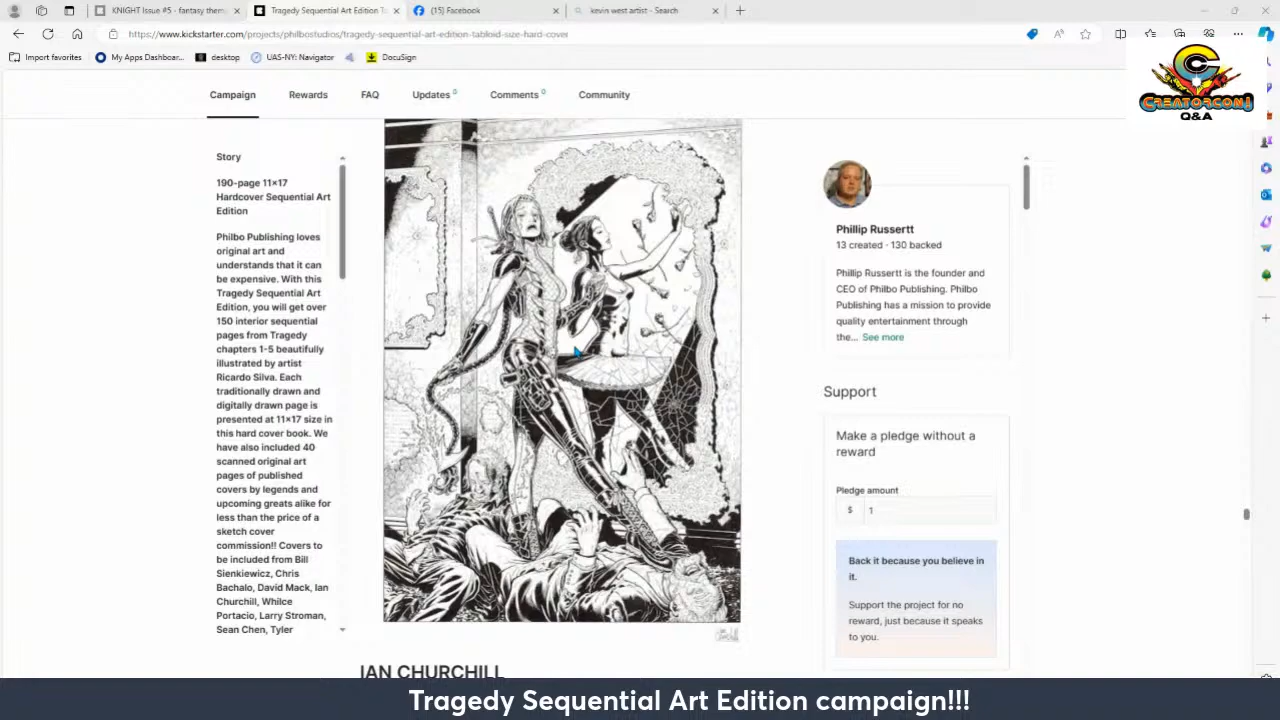 KNIGHT Issue #5 - fantasy them
Tragedy Sequential Art Edition T
(15) Facebook
kevin west artist - Search
https://www.kickstarter.com/projects/philbostudios/tragedy-sequential-art-edition-tabloid-size-hard-cover
Import favorites
My Apps Dashboar...
desktop
UAS-NY: Navigator
DocuSign
C
CREATORCON!
Q&A
Campaign
Rewards
FAQ
Updates 0
Comments 0
Community
Story
190-page 11x17
Hardcover Sequential Art
Edition
Philbo Publishing loves
original art and
understands that it can
be expensive. With this
Tragedy Sequential Art
Edition, you will get over
150 interior sequential
pages from Tragedy
chapters 1-5 beautifully
illustrated by artist
Ricardo Silva. Each
traditionally drawn and
digitally drawn page is
presented at 11x17 size in
this hard cover book. We
have also included 40
scanned original art
pages of published
covers by legends and
upcoming greats alike for
less than the price of a
sketch cover
commission!! Covers to
be included from Bill
Sienkiewicz, Chris
Bachalo, David Mack, Ian
Churchill, Whilce
Portacio, Larry Stroman,
Sean Chen, Tyler
IAN CHURCHILL
Phillip Russertt
13 created · 130 backed
Phillip Russertt is the founder and
CEO of Philbo Publishing. Philbo
Publishing has a mission to provide
quality entertainment through
the... See more
Support
Make a pledge without a
reward
Pledge amount
$ 1
Back it because you believe in
it.
Support the project for no
reward, just because it speaks
to you.
Tragedy Sequential Art Edition campaign!!!